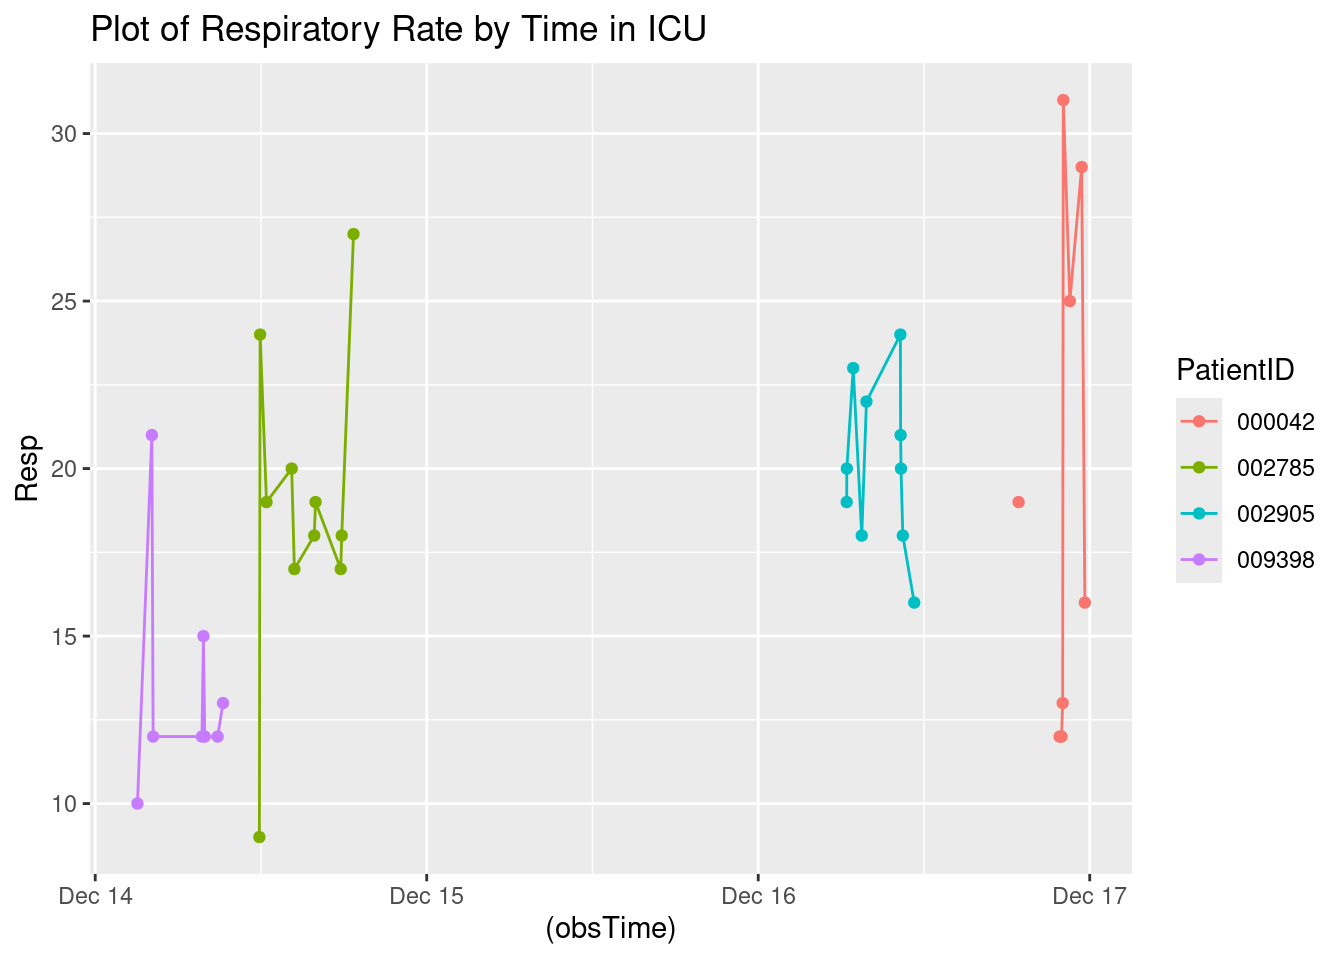 Plot of Respiratory Rate by Time in ICU
30
25
20
15
10
Resp
Dec 14
Dec 15
Dec 16
Dec 17
(obsTime)
PatientID
000042
002785
002905
009398